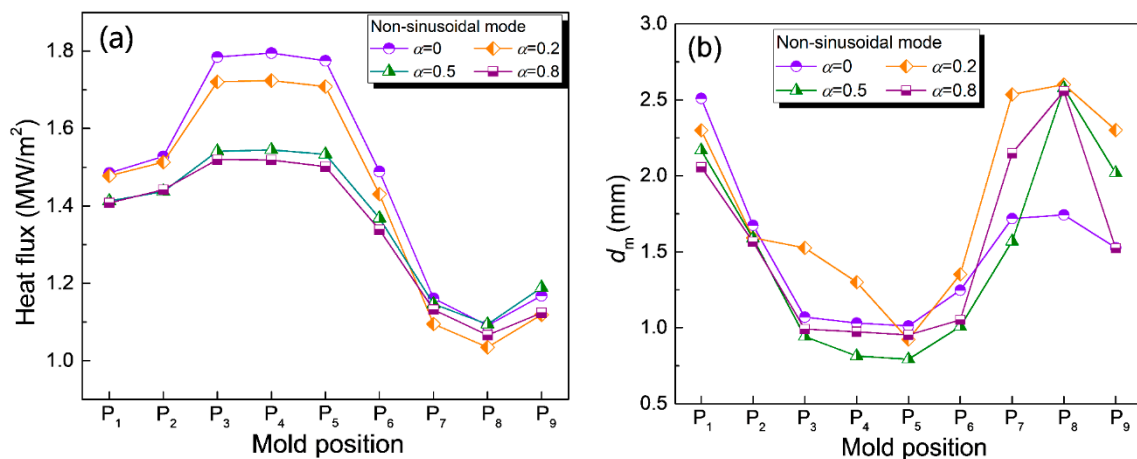 (a)
Non-sinusoidal mode
α=0 α=0.2
α=0.5 α=0.8
Heat flux (MW/m²)
1.8
1.6
1.4
1.2
1.0
P₁ P₂ P₃ P₄ P₅ P₆ P₇ P₈ P₉
Mold position
(b)
Non-sinusoidal mode
α=0 α=0.2
α=0.5 α=0.8
dₘ (mm)
3.0
2.5
2.0
1.5
1.0
0.5
P₁ P₂ P₃ P₄ P₅ P₆ P₇ P₈ P₉
Mold position